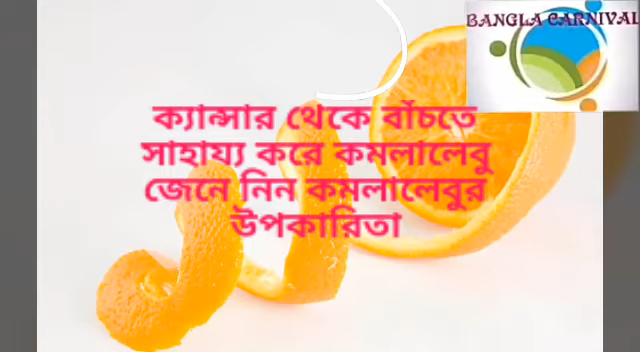 BANGLA CARNIVAL
ক্যান্সার থেকে বাঁচতে
সাহায্য করে কমলালেবু
জেনে নিন কমলালেবুর
উপকারিতা